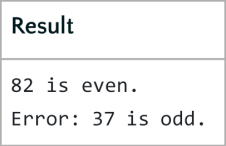 Result
82 is even.
Error: 37 is odd.